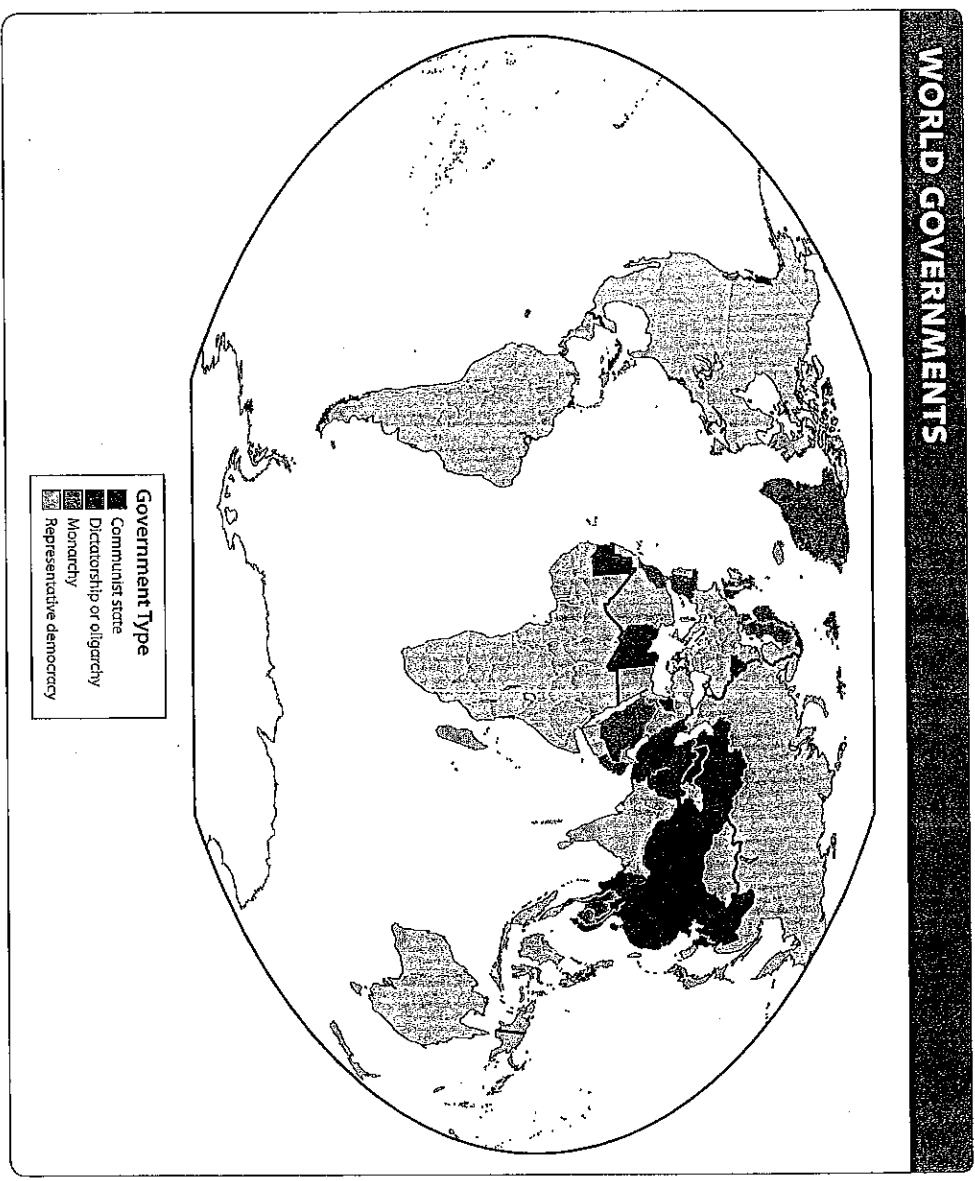 WORLD GOVERNMENTS
Government Type
Communist state
Dictatorship or oligarchy
Monarchy
Representative democracy